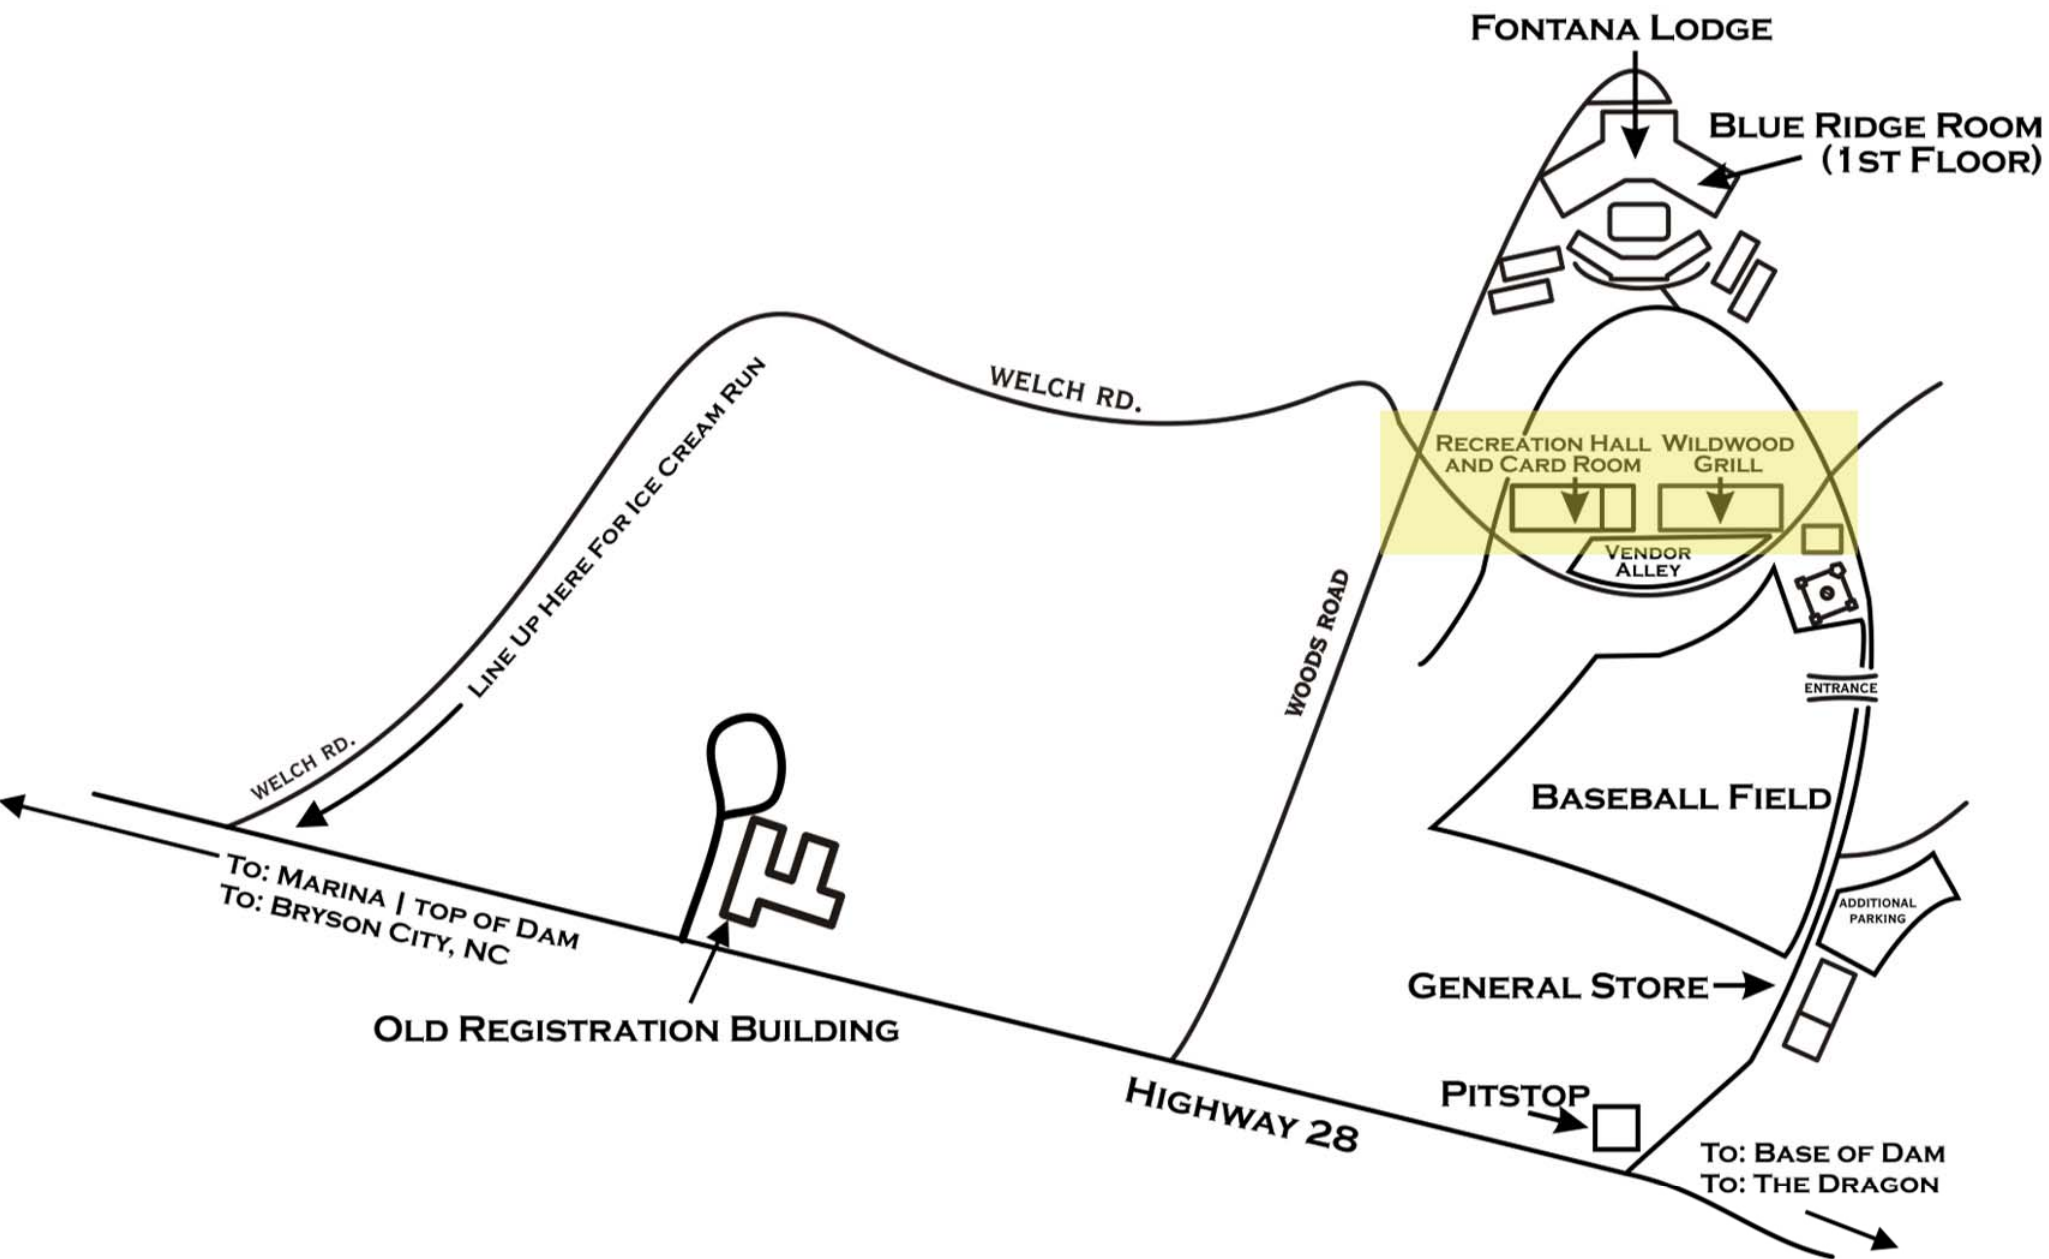 FONTANA LODGE
BLUE RIDGE ROOM
(1ST FLOOR)
WELCH RD.
LINE UP HERE FOR ICE CREAM RUN
RECREATION HALL
AND CARD ROOM
WILDWOOD
GRILL
VENDOR
ALLEY
WOODS ROAD
ENTRANCE
WELCH RD.
BASEBALL FIELD
TO: MARINA | TOP OF DAM
TO: BRYSON CITY, NC
ADDITIONAL
PARKING
GENERAL STORE
OLD REGISTRATION BUILDING
HIGHWAY 28
PITSTOP
TO: BASE OF DAM
TO: THE DRAGON